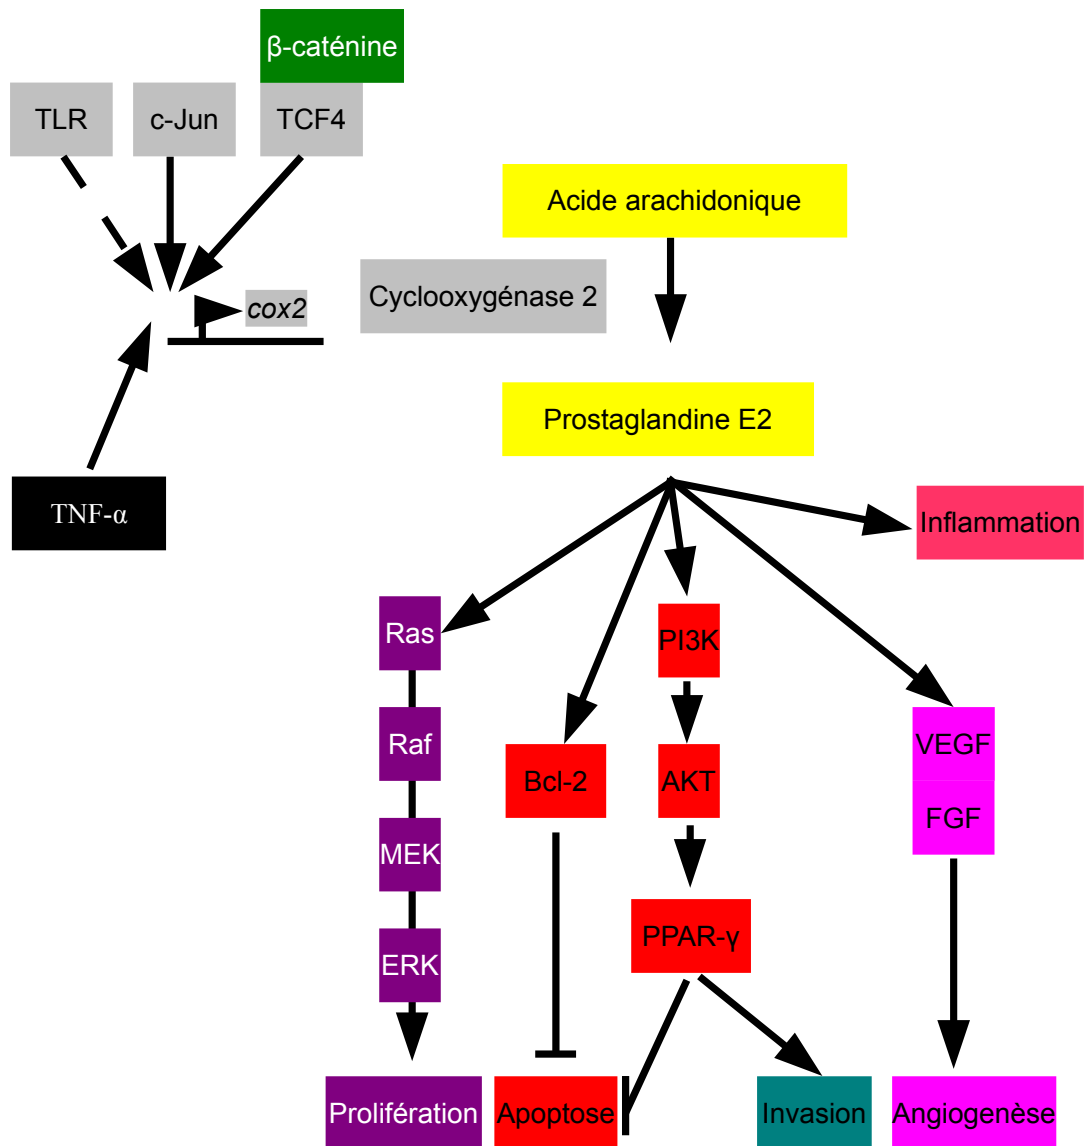 β-caténine
TLR
c-Jun
TCF4
Acide arachidonique
Cyclooxygénase 2
cox2
Prostaglandine E2
TNF-α
Inflammation
Ras
PI3K
Raf
Bcl-2
AKT
VEGF
FGF
MEK
PPAR-γ
ERK
Prolifération
Apoptose
Invasion
Angiogenèse